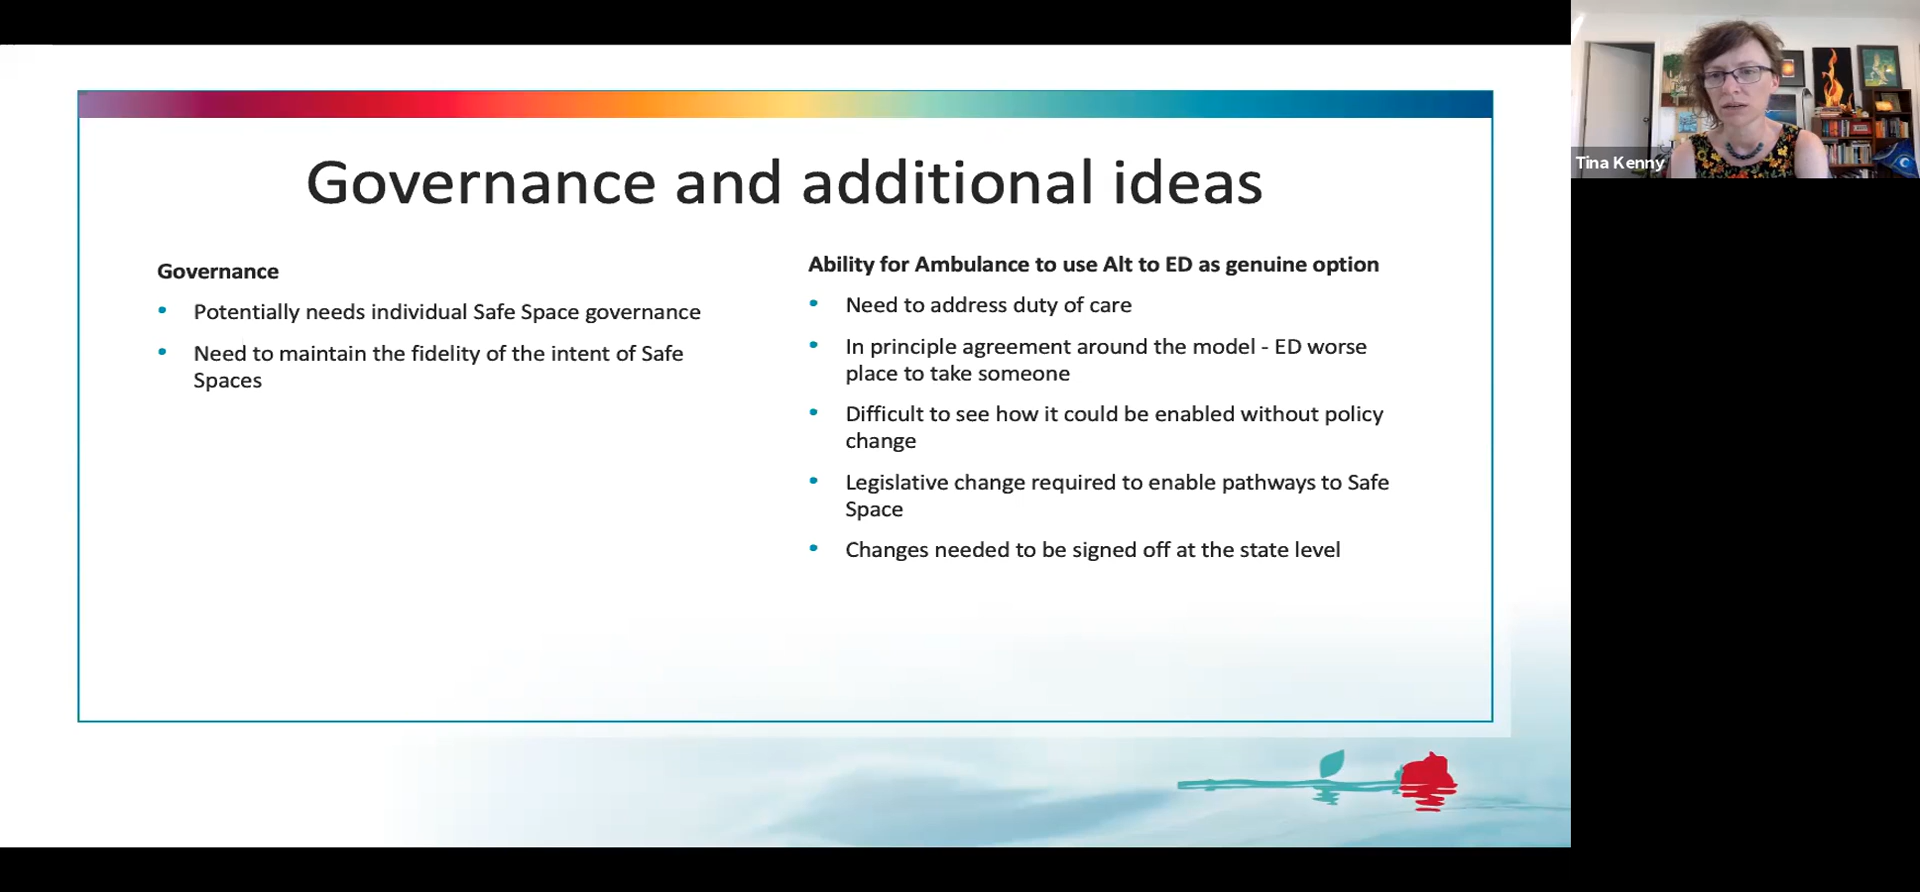 Governance and additional ideas
Governance
• Potentially needs individual Safe Space governance
• Need to maintain the fidelity of the intent of Safe
Spaces
Ability for Ambulance to use Alt to ED as genuine option
• Need to address duty of care
• In principle agreement around the model - ED worse
place to take someone
• Difficult to see how it could be enabled without policy
change
• Legislative change required to enable pathways to Safe
Space
• Changes needed to be signed off at the state level
Tina Kenny